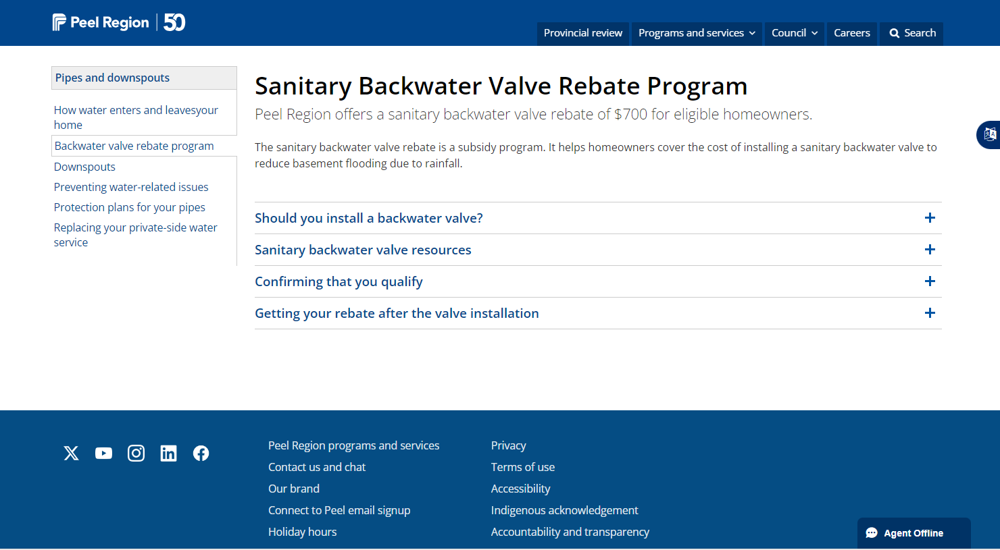 Peel Region | 50
Provincial review
Programs and services
Council
Careers
Search
Pipes and downspouts
How water enters and leavesyour
home
Backwater valve rebate program
Downspouts
Preventing water-related issues
Protection plans for your pipes
Replacing your private-side water
service
Sanitary Backwater Valve Rebate Program
Peel Region offers a sanitary backwater valve rebate of $700 for eligible homeowners.
The sanitary backwater valve rebate is a subsidy program. It helps homeowners cover the cost of installing a sanitary backwater valve to
reduce basement flooding due to rainfall.
Should you install a backwater valve?
Sanitary backwater valve resources
Confirming that you qualify
Getting your rebate after the valve installation
Peel Region programs and services
Contact us and chat
Our brand
Connect to Peel email signup
Holiday hours
Privacy
Terms of use
Accessibility
Indigenous acknowledgement
Accountability and transparency
Agent Offline